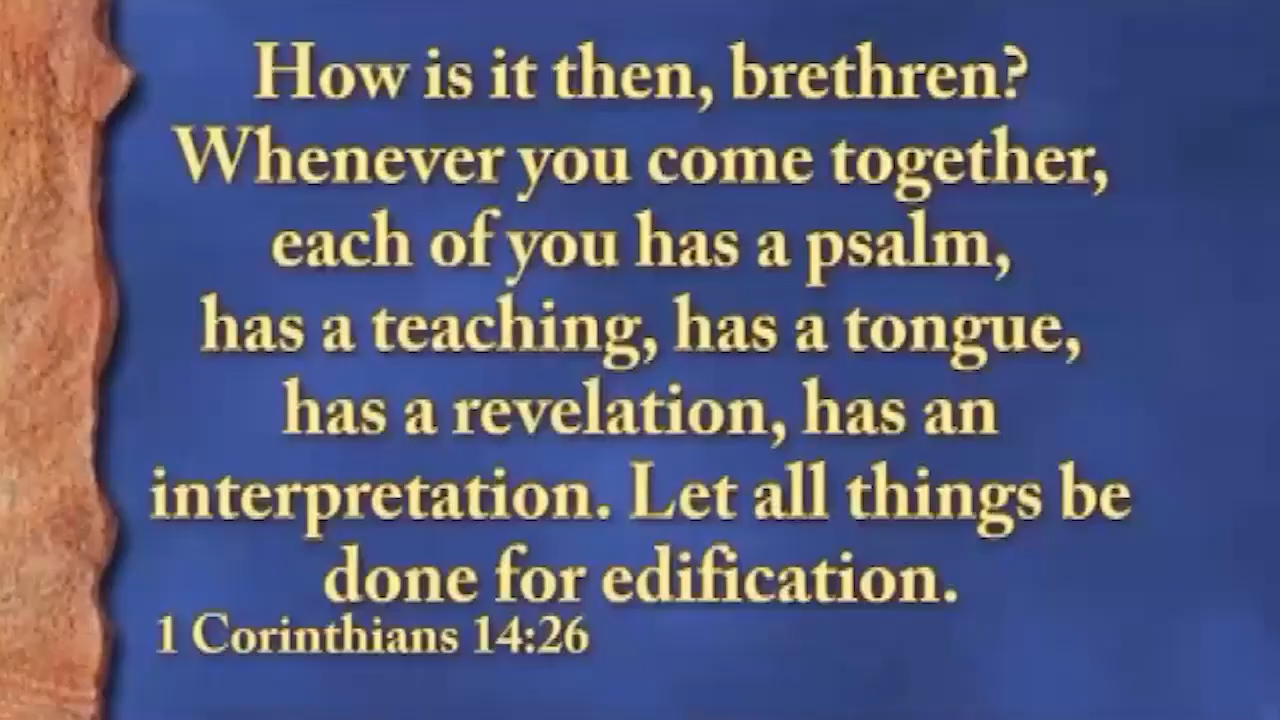 How is it then, brethren?
Whenever you come together,
each of you has a psalm,
has a teaching, has a tongue,
has a revelation, has an
interpretation. Let all things be
done for edification.
1 Corinthians 14:26